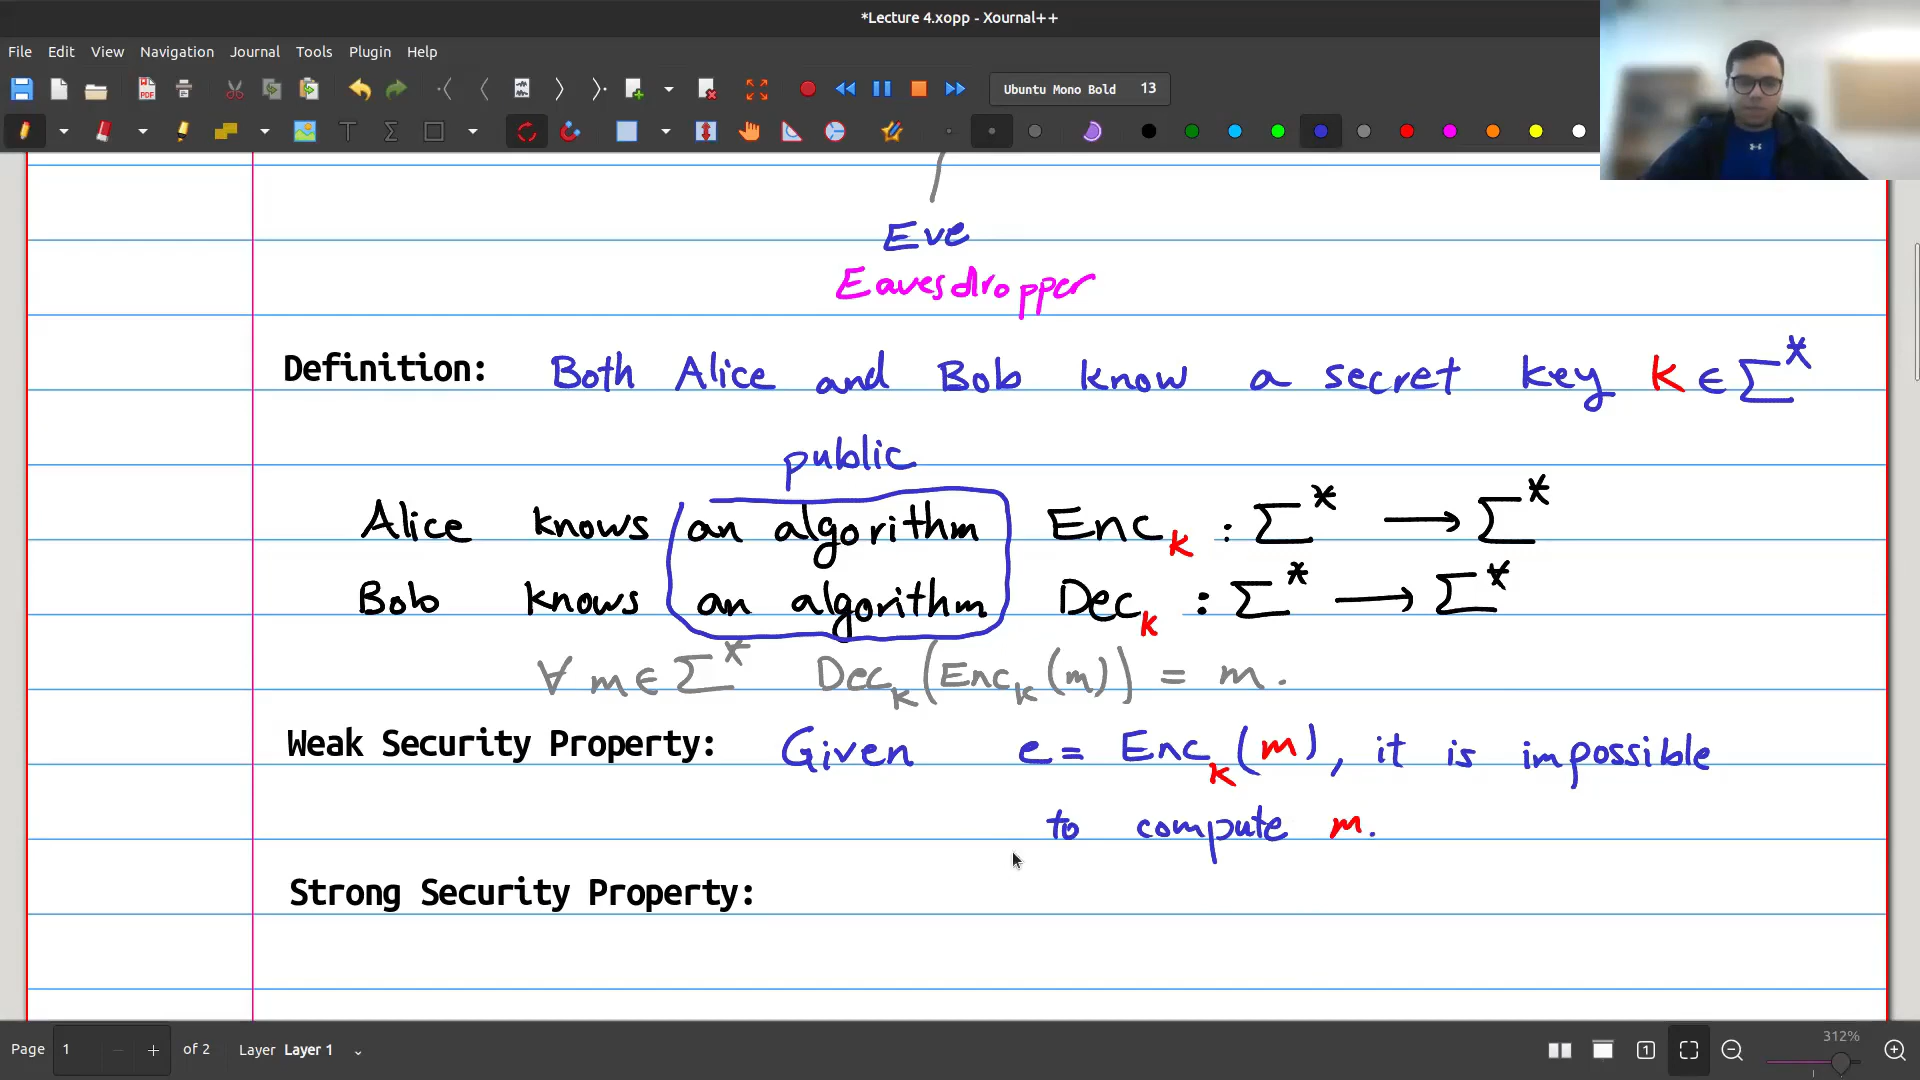 *Lecture 4.xopp - Xournal++
File Edit View Navigation Journal Tools Plugin Help
PDF Ubuntu Mono Bold 13
Eve
Eavesdropper
Definition: Both Alice and Bob know a secret key k ∈ Σ*
public
Alice knows an algorithm Enc_k : Σ* → Σ*
Bob knows an algorithm Dec_k : Σ* → Σ*
∀ m ∈ Σ* Dec_k(Enc_k(m)) = m.
Weak Security Property: Given e = Enc_k(m), it is impossible
to compute m.
Strong Security Property:
Page 1 of 2 Layer Layer 1 312%